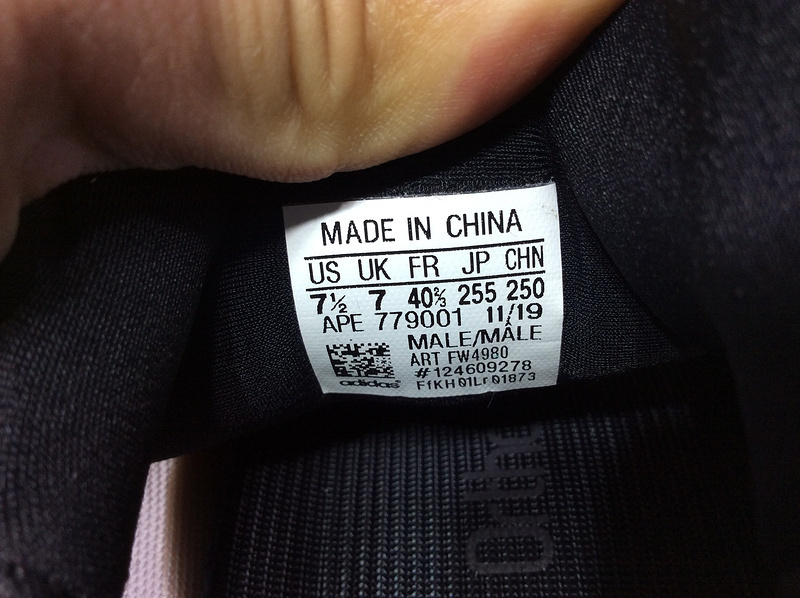 MADE IN CHINA
US UK FR JP CHN
7½ 7 40⅔ 255 250
APE 779001 11/19
MALE/MÂLE
ART FW4980
#124609278
F1KH01Lr01873
adidas
Orth